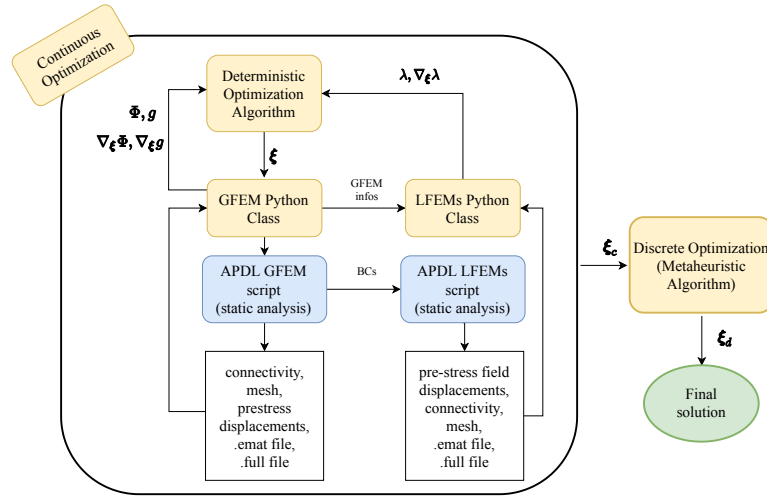 Continuous
Optimization
Deterministic
Optimization
Algorithm
λ, ∇ξλ
Φ, g
∇ξΦ, ∇ξg
ξ
GFEM Python
Class
GFEM
infos
LFEMs Python
Class
APDL GFEM
script
(static analysis)
BCs
APDL LFEMs
script
(static analysis)
connectivity,
mesh,
prestress
displacements,
.emat file,
.full file
pre-stress field
displacements,
connectivity,
mesh,
.emat file,
.full file
ξc
Discrete Optimization
(Metaheuristic
Algorithm)
ξd
Final
solution